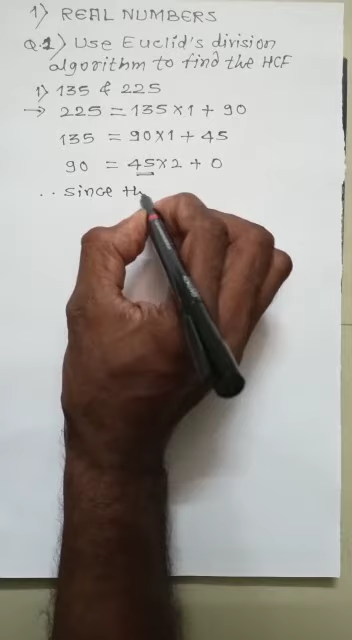 1) REAL NUMBERS
Q.1) Use Euclid's division
algorithm to find the HCF
1) 135 & 225
→ 225 = 135 × 1 + 90
135 = 90 × 1 + 45
90 = 45 × 2 + 0
∴ since th